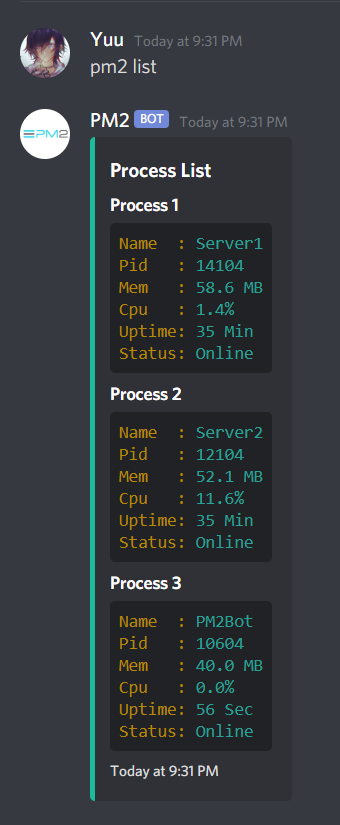 Yuu Today at 9:31 PM
pm2 list
PM2
PM2 BOT Today at 9:31 PM
Process List
Process 1
Name : Server1
Pid : 14104
Mem : 58.6 MB
Cpu : 1.4%
Uptime: 35 Min
Status: Online
Process 2
Name : Server2
Pid : 12104
Mem : 52.1 MB
Cpu : 11.6%
Uptime: 35 Min
Status: Online
Process 3
Name : PM2Bot
Pid : 10604
Mem : 40.0 MB
Cpu : 0.0%
Uptime: 56 Sec
Status: Online
Today at 9:31 PM